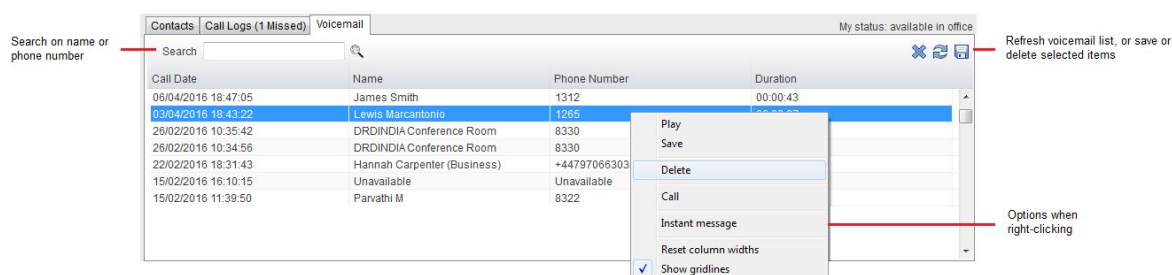 Contacts Call Logs (1 Missed) Voicemail My status: available in office
Search on name or
phone number
Search
Refresh voicemail list, or save or
delete selected items
Call Date Name Phone Number Duration
06/04/2016 18:47:05 James Smith 1312 00:00:43
03/04/2016 18:43:22 Lewis Marcantonio 1265
26/02/2016 10:35:42 DRDINDIA Conference Room 8330
26/02/2016 10:34:56 DRDINDIA Conference Room 8330
22/02/2016 18:31:43 Hannah Carpenter (Business) +44797066303
15/02/2016 16:10:15 Unavailable Unavailable
15/02/2016 11:39:50 Parvathi M 8322
Play
Save
Delete
Call
Instant message
Reset column widths
Show gridlines
Options when
right-clicking